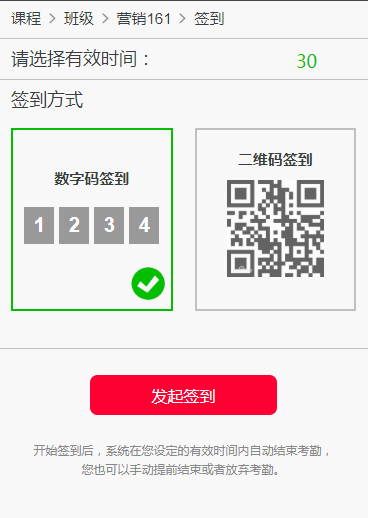 课程 > 班级 > 营销161 > 签到
请选择有效时间： 30
签到方式
数字码签到
1 2 3 4
二维码签到
发起签到
开始签到后，系统在您设定的有效时间内自动结束考勤，
您也可以手动提前结束或者放弃考勤。